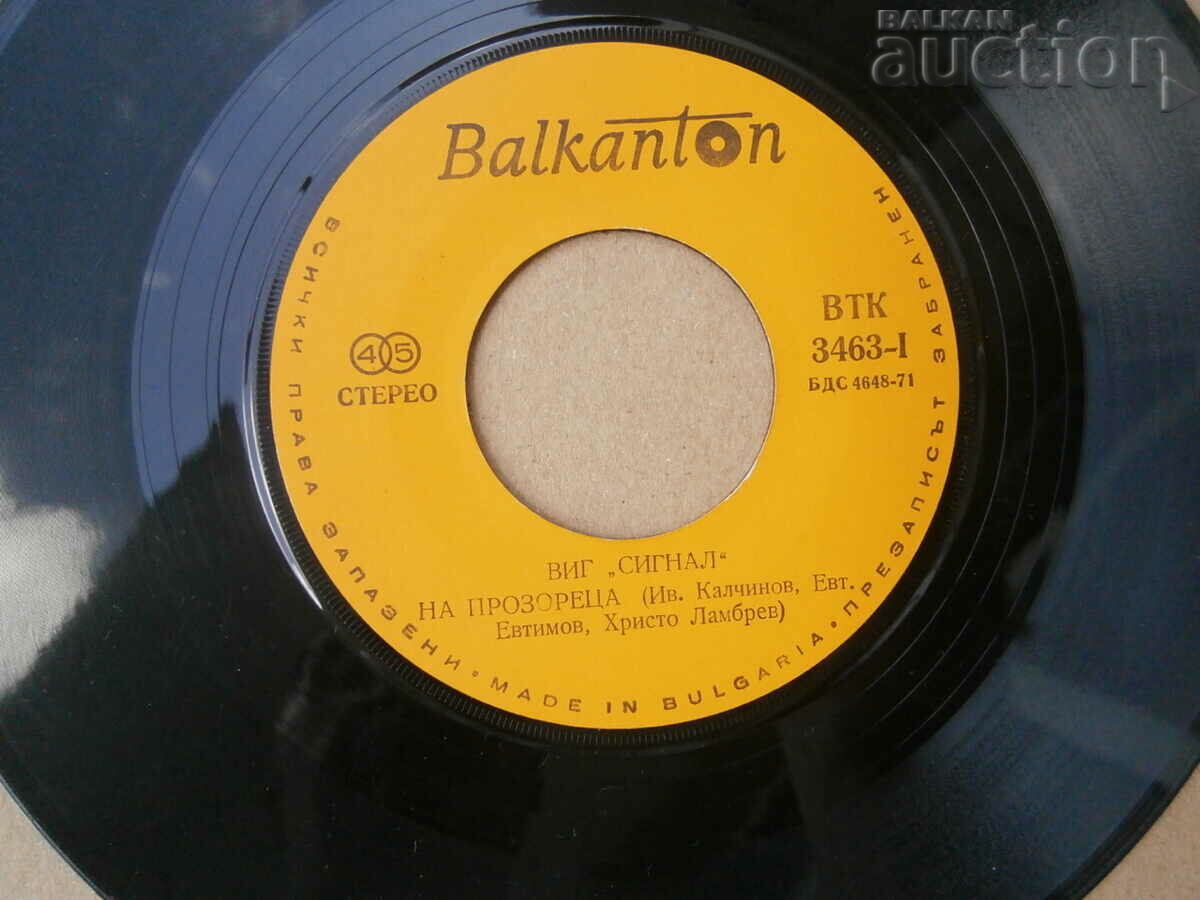 BALKAN
auction
Balkanton
45
СТЕРЕО
ВТК
3463-I
БДС 4648-71
ВИГ „СИГНАЛ“
НА ПРОЗОРЕЦА (Ив. Калчинов, Евт.
Евтимов, Христо Ламбрев)
ВСИЧКИ ПРАВА ЗАПАЗЕНИ • MADE IN BULGARIA • ПРЕЗАПИСЪТ ЗАБРАНЕН